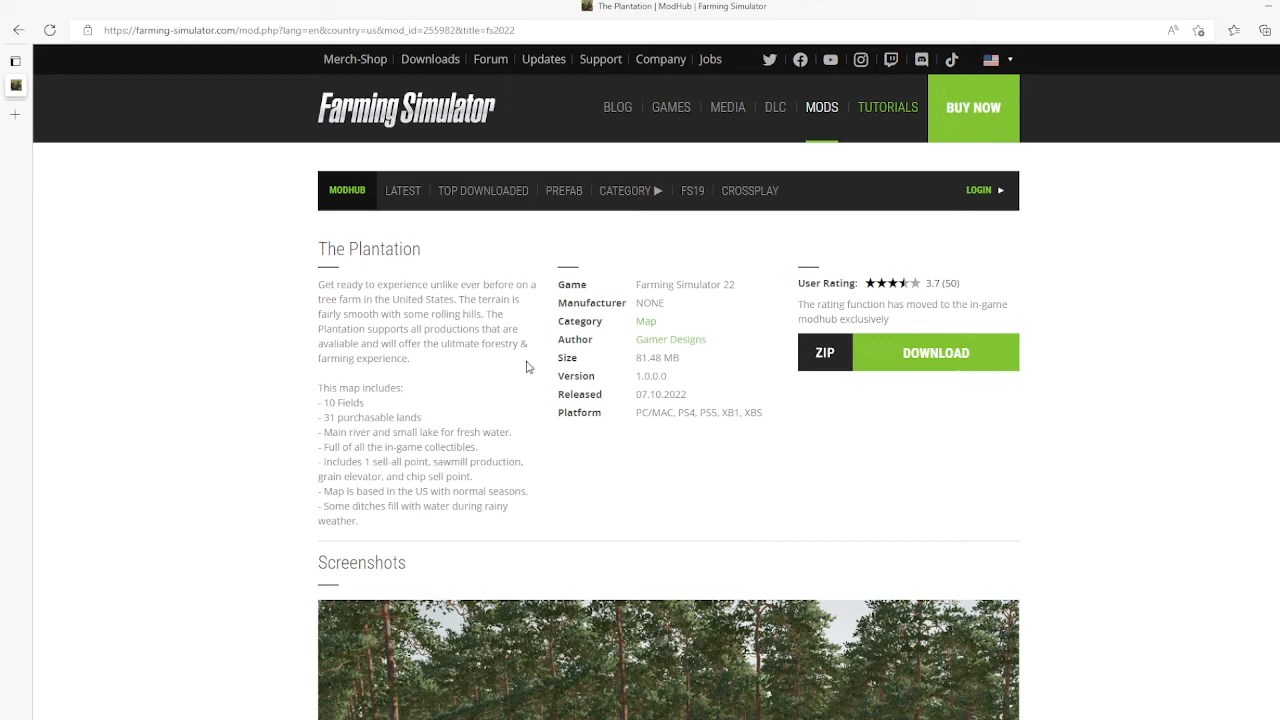 The Plantation | ModHub | Farming Simulator
https://farming-simulator.com/mod.php?lang=en&country=us&mod_id=255982&title=fs2022
Merch-Shop Downloads Forum Updates Support Company Jobs
Farming Simulator
BLOG GAMES MEDIA DLC MODS TUTORIALS BUY NOW
MODHUB LATEST TOP DOWNLOADED PREFAB CATEGORY ▶ FS19 CROSSPLAY LOGIN ▶
The Plantation
Get ready to experience unlike ever before on a
tree farm in the United States. The terrain is
fairly smooth with some rolling hills. The
Plantation supports all productions that are
avaliable and will offer the ulitmate forestry &
farming experience.
This map includes:
- 10 Fields
- 31 purchasable lands
- Main river and small lake for fresh water.
- Full of all the in-game collectibles.
- Includes 1 sell-all point, sawmill production,
grain elevator, and chip sell point.
- Map is based in the US with normal seasons.
- Some ditches fill with water during rainy
weather.
Game Farming Simulator 22
Manufacturer NONE
Category Map
Author Gamer Designs
Size 81.48 MB
Version 1.0.0.0
Released 07.10.2022
Platform PC/MAC, PS4, PS5, XB1, XBS
User Rating: 3.7 (50)
The rating function has moved to the in-game
modhub exclusively
ZIP DOWNLOAD
Screenshots